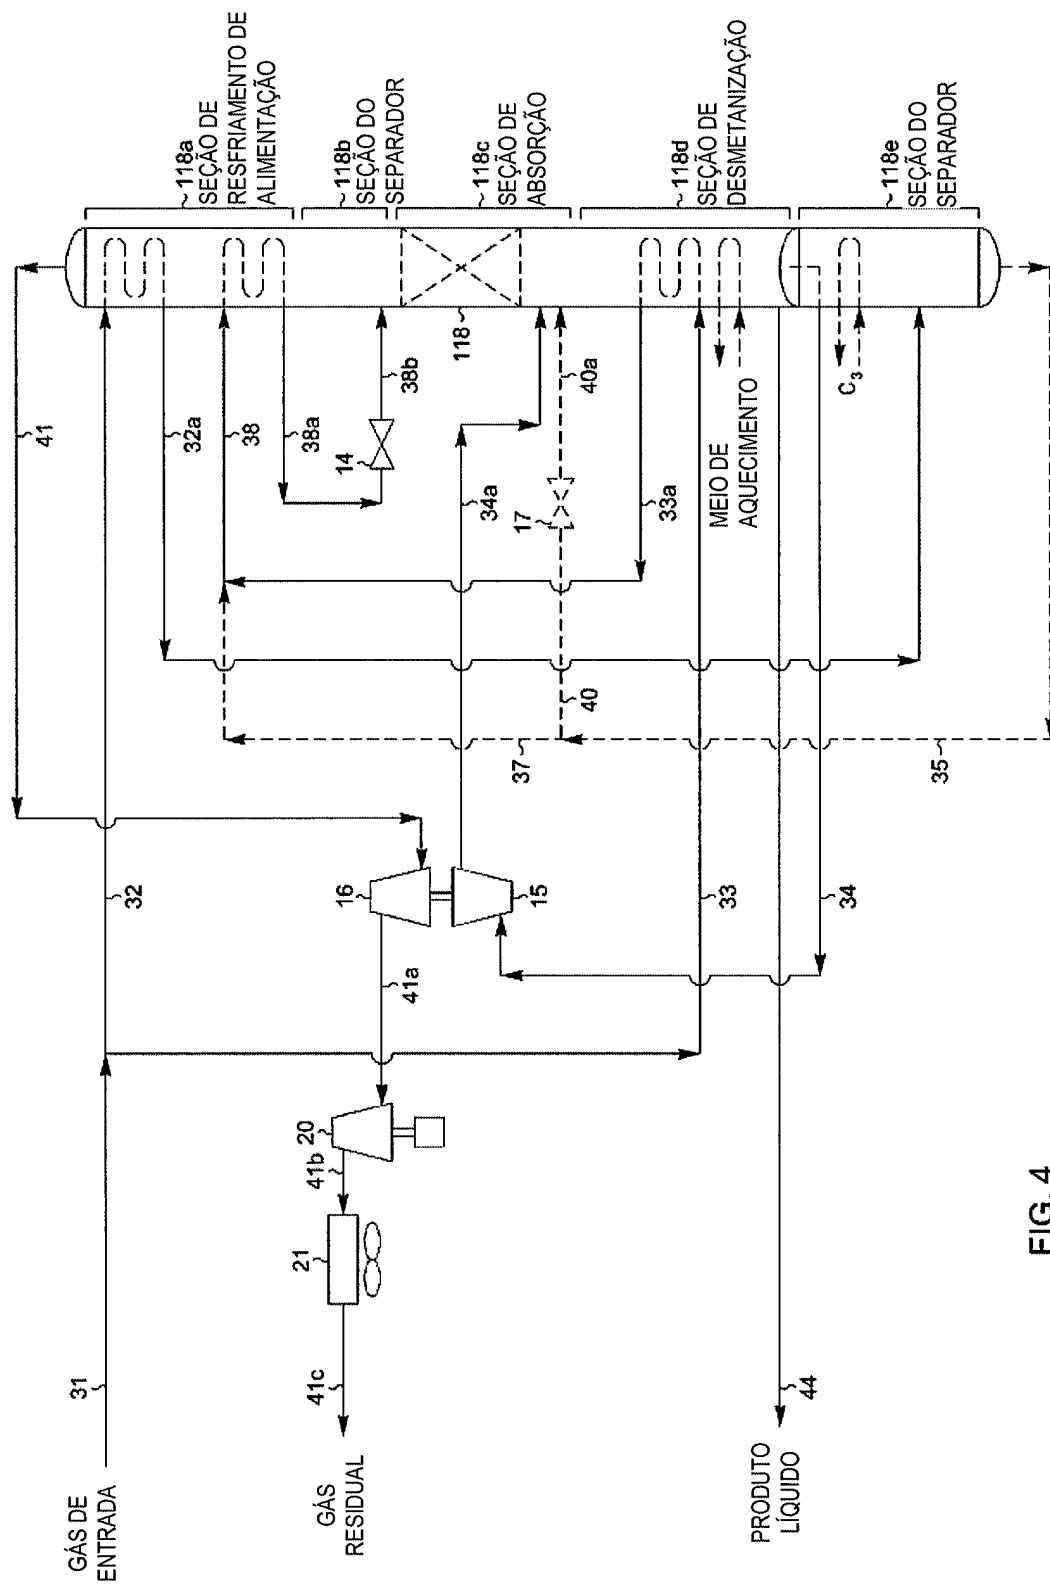 ~118a
SEÇÃO DE
RESFRIAMENTO DE
ALIMENTAÇÃO
~118b
SEÇÃO DO
SEPARADOR
~118c
SEÇÃO DE
ABSORÇÃO
~118d
SEÇÃO DE
DESMETANIZAÇÃO
~118e
SEÇÃO DO
SEPARADOR
41
32a
38
38a
14
38b
118
34a
40a
17
33a
MEIO DE
AQUECIMENTO
C3
40
37
35
32
16
15
33
34
41a
20
41b
21
41c
31
44
GÁS DE
ENTRADA
GÁS
RESIDUAL
PRODUTO
LÍQUIDO
FIG. 4